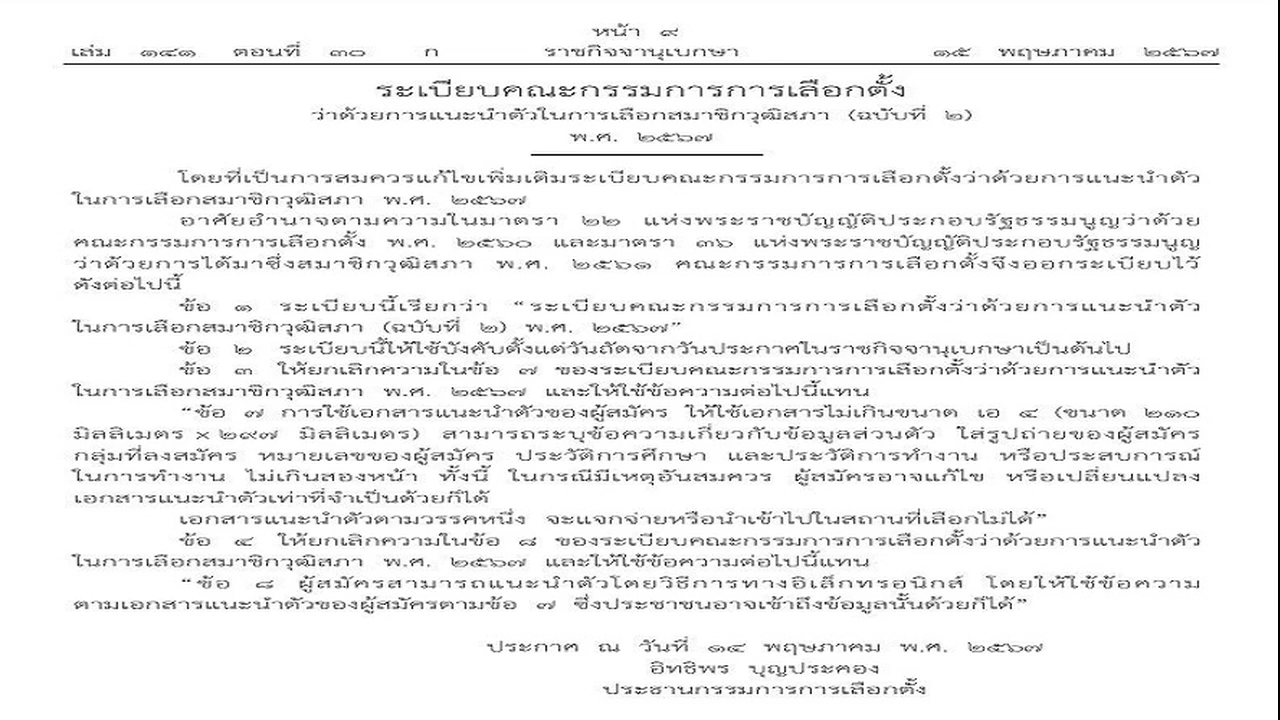 หน้า ๙
เล่ม ๑๔๑ ตอนที่ ๓๐ ก ราชกิจจานุเบกษา ๑๕ พฤษภาคม ๒๕๖๗
ระเบียบคณะกรรมการการเลือกตั้ง
ว่าด้วยการแนะนำตัวในการเลือกสมาชิกวุฒิสภา (ฉบับที่ ๒)
พ.ศ. ๒๕๖๗
โดยที่เป็นการสมควรแก้ไขเพิ่มเติมระเบียบคณะกรรมการการเลือกตั้งว่าด้วยการแนะนำตัว
ในการเลือกสมาชิกวุฒิสภา พ.ศ. ๒๕๖๗
อาศัยอำนาจตามความในมาตรา ๒๒ แห่งพระราชบัญญัติประกอบรัฐธรรมนูญว่าด้วย
คณะกรรมการการเลือกตั้ง พ.ศ. ๒๕๖๐ และมาตรา ๓๖ แห่งพระราชบัญญัติประกอบรัฐธรรมนูญ
ว่าด้วยการได้มาซึ่งสมาชิกวุฒิสภา พ.ศ. ๒๕๖๑ คณะกรรมการการเลือกตั้งจึงออกระเบียบไว้
ดังต่อไปนี้
ข้อ ๑ ระเบียบนี้เรียกว่า “ระเบียบคณะกรรมการการเลือกตั้งว่าด้วยการแนะนำตัว
ในการเลือกสมาชิกวุฒิสภา (ฉบับที่ ๒) พ.ศ. ๒๕๖๗”
ข้อ ๒ ระเบียบนี้ให้ใช้บังคับตั้งแต่วันถัดจากวันประกาศในราชกิจจานุเบกษาเป็นต้นไป
ข้อ ๓ ให้ยกเลิกความในข้อ ๗ ของระเบียบคณะกรรมการการเลือกตั้งว่าด้วยการแนะนำตัว
ในการเลือกสมาชิกวุฒิสภา พ.ศ. ๒๕๖๗ และให้ใช้ข้อความต่อไปนี้แทน
“ข้อ ๗ การใช้เอกสารแนะนำตัวของผู้สมัคร ให้ใช้เอกสารไม่เกินขนาด เอ ๔ (ขนาด ๒๑๐
มิลลิเมตร x ๒๙๗ มิลลิเมตร) สามารถระบุข้อความเกี่ยวกับข้อมูลส่วนตัว ใส่รูปถ่ายของผู้สมัคร
กลุ่มที่ลงสมัคร หมายเลขของผู้สมัคร ประวัติการศึกษา และประวัติการทำงาน หรือประสบการณ์
ในการทำงาน ไม่เกินสองหน้า ทั้งนี้ ในกรณีมีเหตุอันสมควร ผู้สมัครอาจแก้ไข หรือเปลี่ยนแปลง
เอกสารแนะนำตัวเท่าที่จำเป็นด้วยก็ได้
เอกสารแนะนำตัวตามวรรคหนึ่ง จะแจกจ่ายหรือนำเข้าไปในสถานที่เลือกไม่ได้”
ข้อ ๔ ให้ยกเลิกความในข้อ ๘ ของระเบียบคณะกรรมการการเลือกตั้งว่าด้วยการแนะนำตัว
ในการเลือกสมาชิกวุฒิสภา พ.ศ. ๒๕๖๗ และให้ใช้ข้อความต่อไปนี้แทน
“ข้อ ๘ ผู้สมัครสามารถแนะนำตัวโดยวิธีการทางอิเล็กทรอนิกส์ โดยให้ใช้ข้อความ
ตามเอกสารแนะนำตัวของผู้สมัครตามข้อ ๗ ซึ่งประชาชนอาจเข้าถึงข้อมูลนั้นด้วยก็ได้”
ประกาศ ณ วันที่ ๑๔ พฤษภาคม พ.ศ. ๒๕๖๗
อิทธิพร บุญประคอง
ประธานกรรมการการเลือกตั้ง